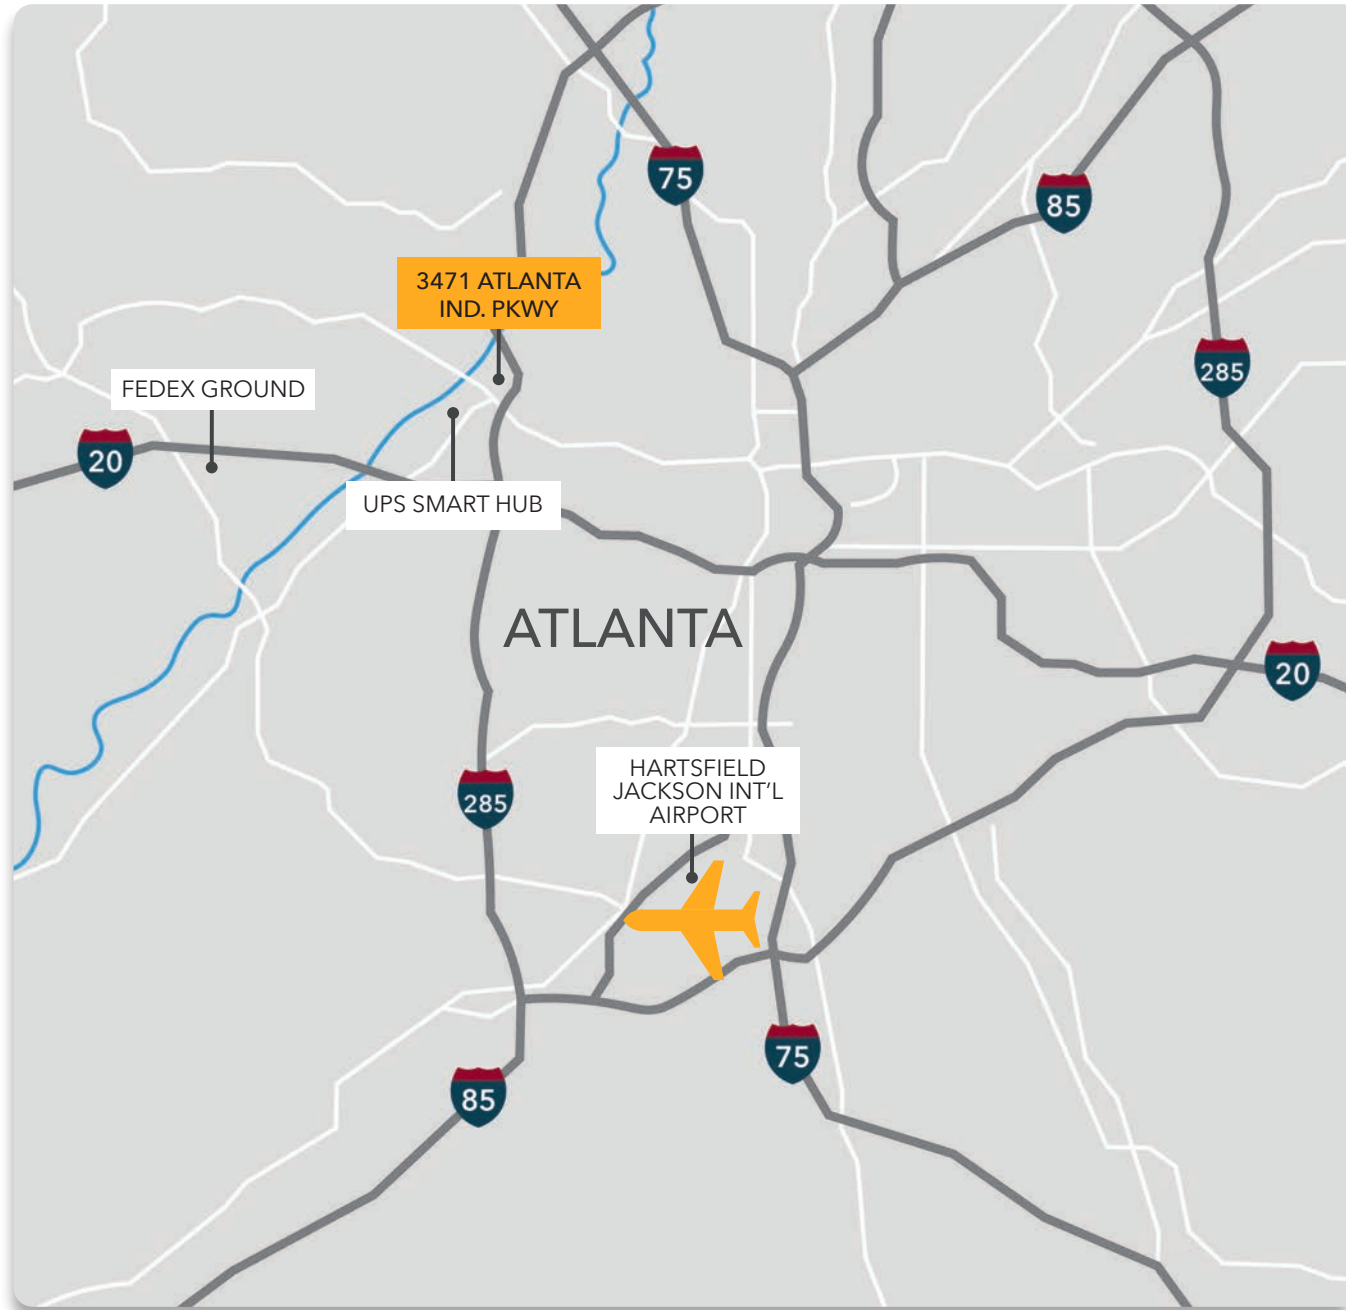 75
85
3471 ATLANTA
IND. PKWY
285
FEDEX GROUND
20
UPS SMART HUB
ATLANTA
20
HARTSFIELD
JACKSON INT'L
AIRPORT
285
75
85